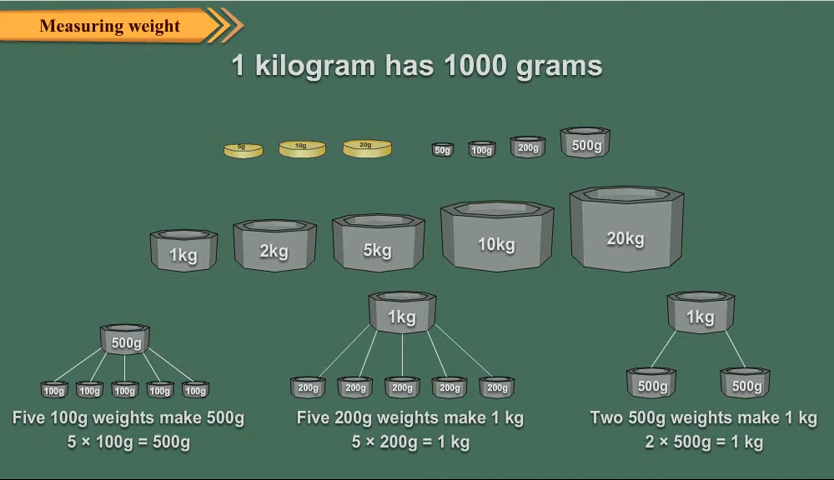 Measuring weight
1 kilogram has 1000 grams
5g 10g 20g 50g 100g 200g 500g
1kg 2kg 5kg 10kg 20kg
500g
100g 100g 100g 100g 100g
Five 100g weights make 500g
5 × 100g = 500g
1kg
200g 200g 200g 200g 200g
Five 200g weights make 1 kg
5 × 200g = 1 kg
1kg
500g 500g
Two 500g weights make 1 kg
2 × 500g = 1 kg